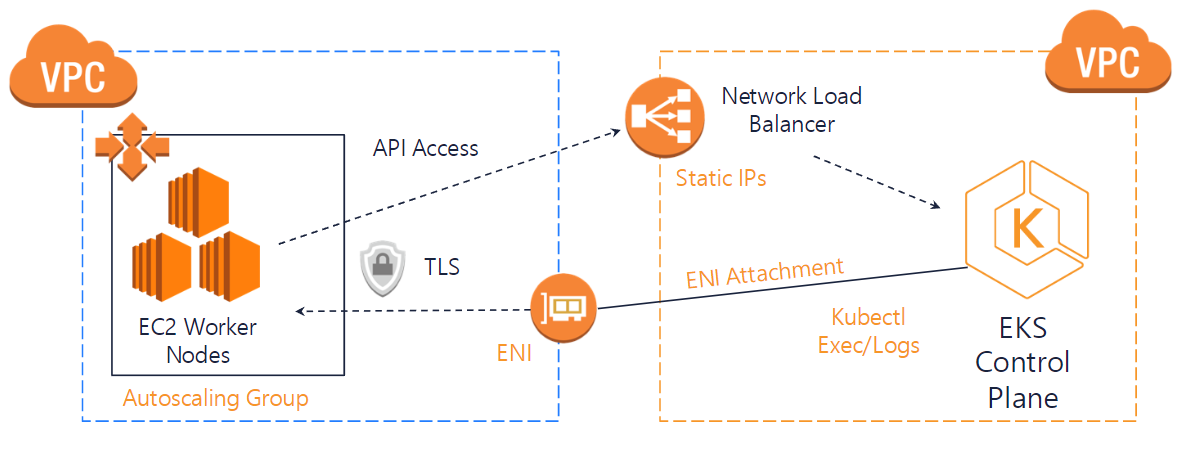 VPC
VPC
API Access
Network Load
Balancer
Static IPs
K
TLS
ENI Attachment
EC2 Worker
Nodes
ENI
Kubectl
Exec/Logs
EKS
Control
Plane
Autoscaling Group